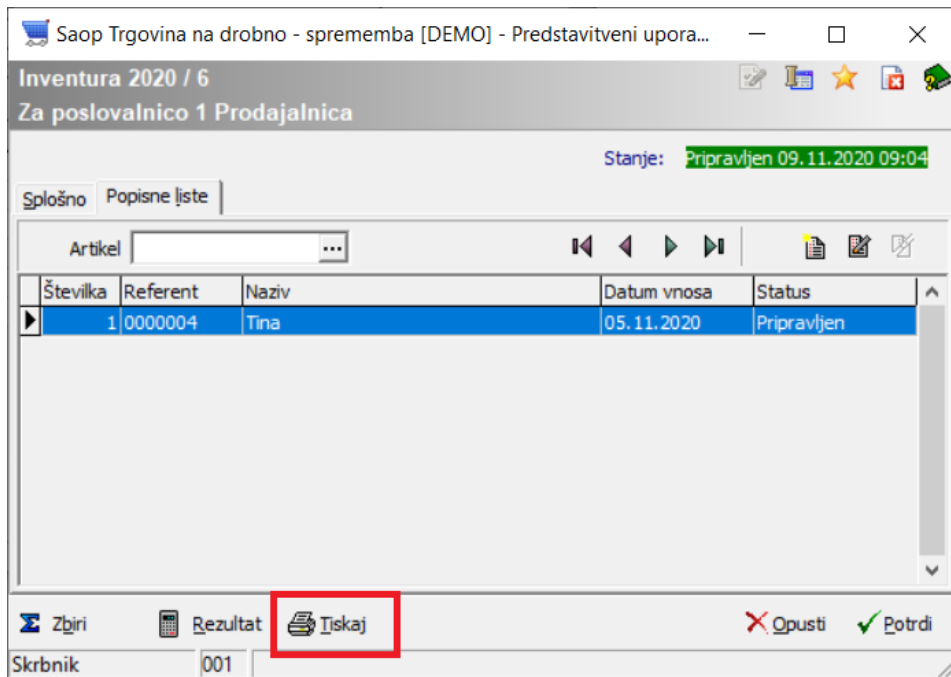 Saop Trgovina na drobno - sprememba [DEMO] - Predstavitveni upora...
Inventura 2020 / 6
Za poslovalnico 1 Prodajalnica
Stanje: Pripravljen 09.11.2020 09:04
Splošno Popisne liste
Artikel ...
Številka Referent Naziv Datum vnosa Status
1 0000004 Tina 05.11.2020 Pripravljen
Zbiri Rezultat Tiskaj Opusti Potrdi
Skrbnik 001